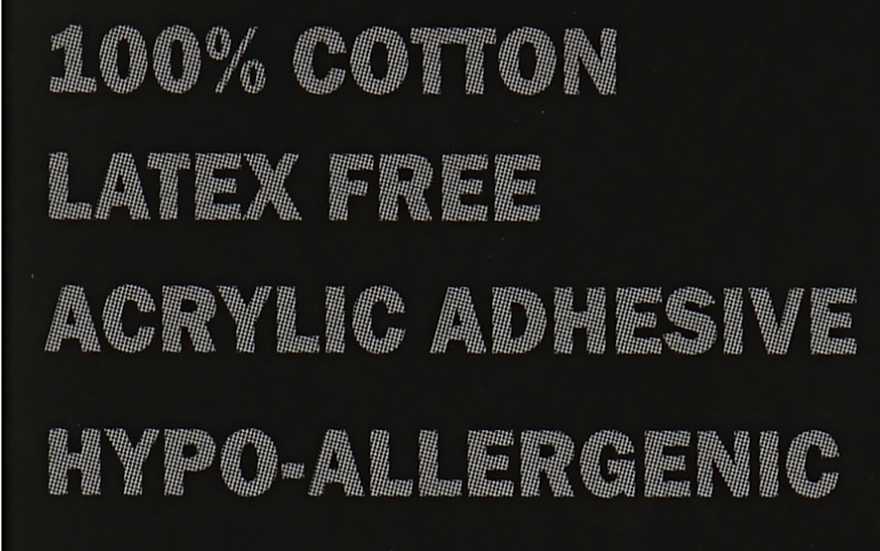 100% COTTON
LATEX FREE
ACRYLIC ADHESIVE
HYPO-ALLERGENIC